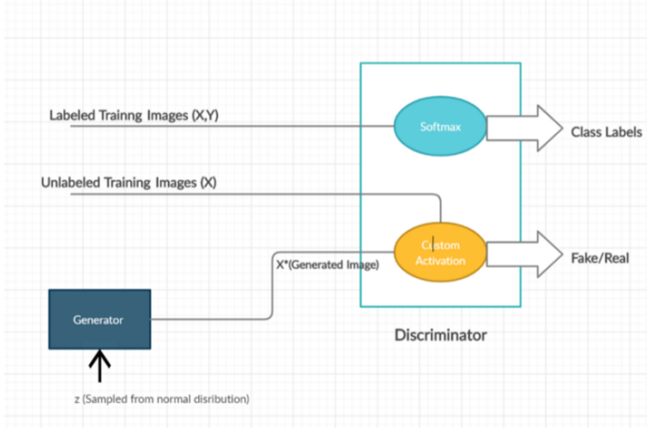 Labeled Trainng Images (X,Y)
Softmax
Class Labels
Unlabeled Training Images (X)
Custom
Activation
Fake/Real
X*(Generated Image)
Generator
Discriminator
z (Sampled from normal disribution)